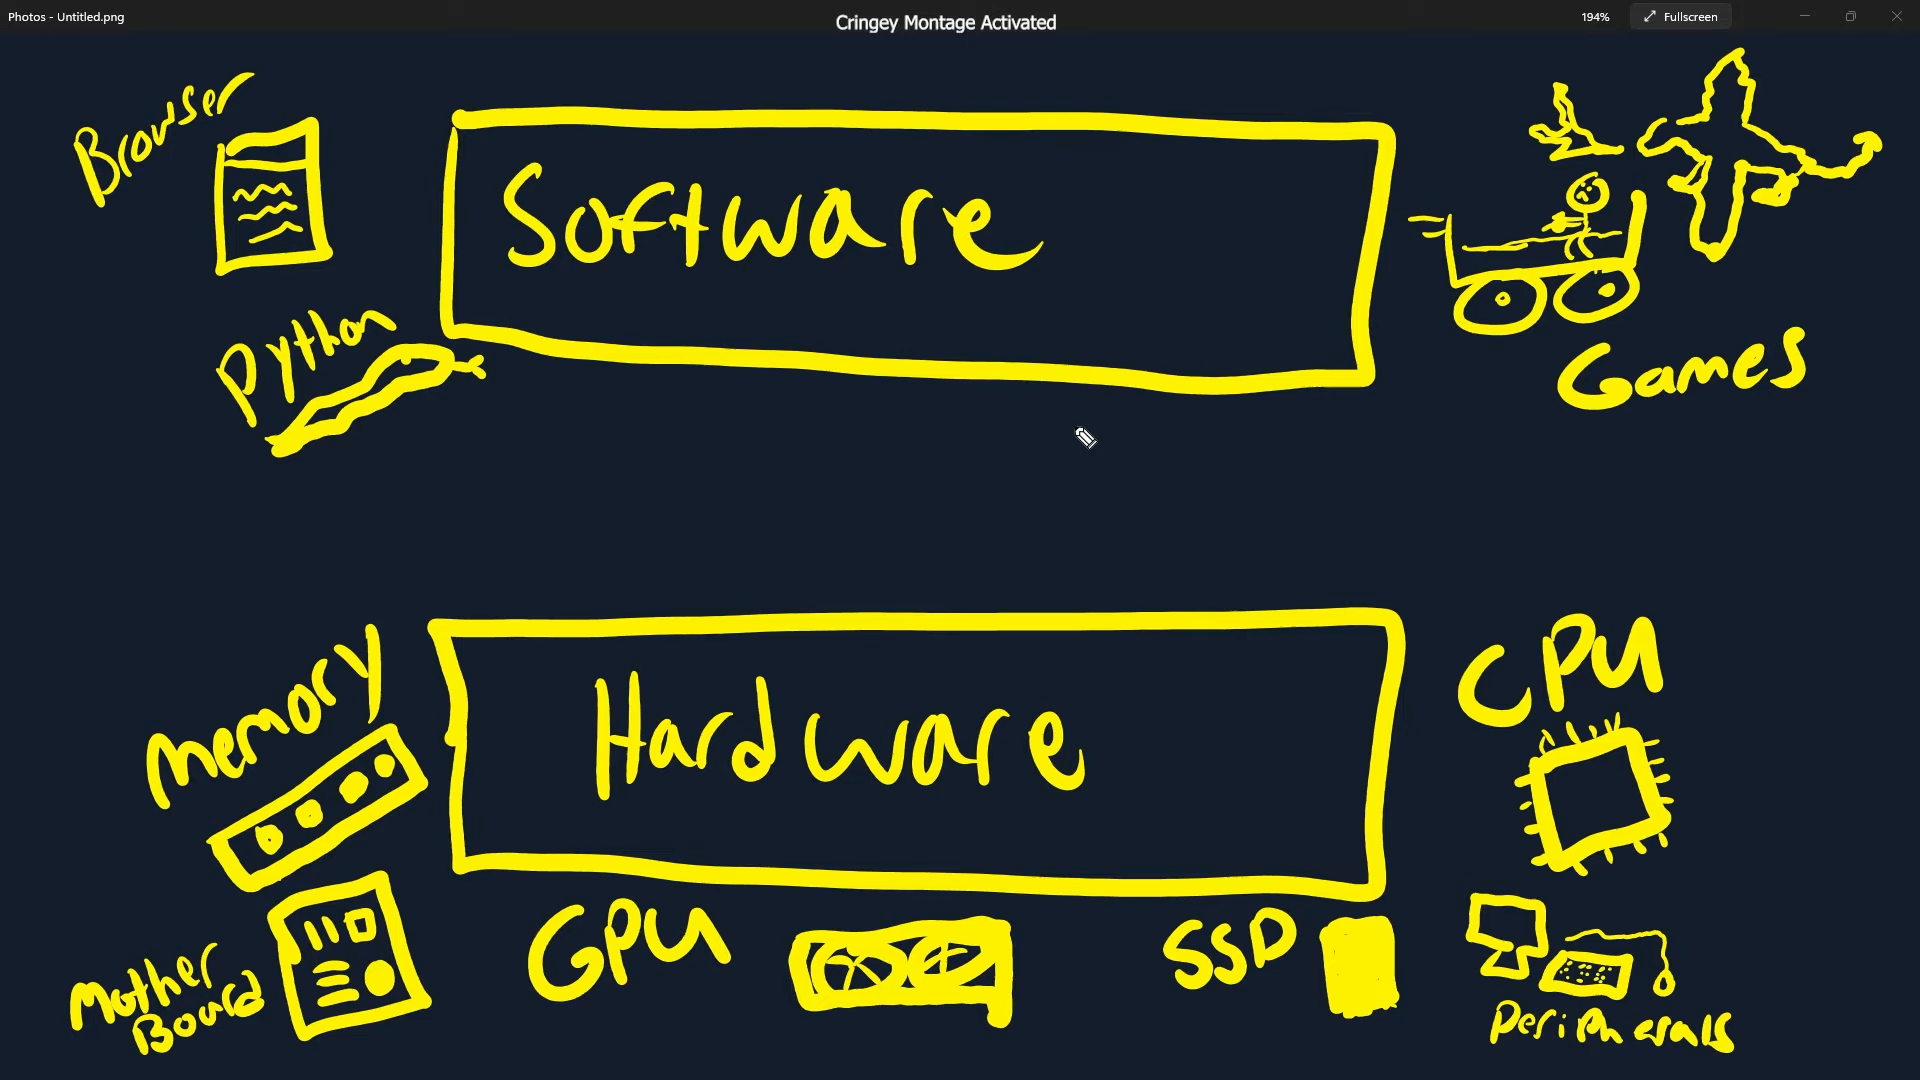 Photos - Untitled.png
Cringey Montage Activated
194%
Fullscreen
Browser
Software
Python
Games
Memory
Hardware
CPU
Mother
Board
GPU
SSD
Peripherals